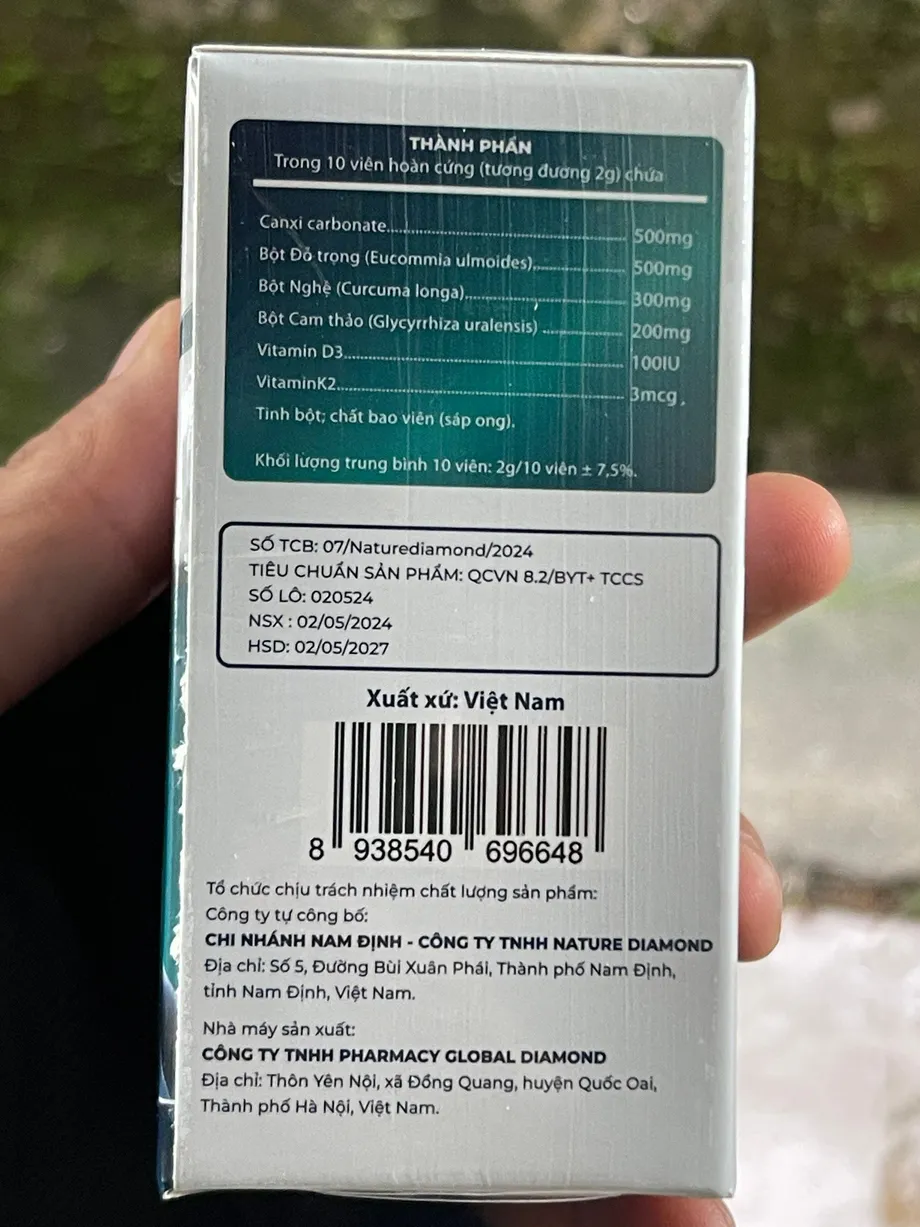 THÀNH PHẦN
Trong 10 viên hoàn cứng (tương đương 2g) chứa
Canxi carbonate........ 500mg
Bột Đỗ trọng (Eucommia ulmoides)........ 500mg
Bột Nghệ (Curcuma longa)........ 300mg
Bột Cam thảo (Glycyrrhiza uralensis) ........ 200mg
Vitamin D3........ 100IU
VitaminK2........ 3mcg.
Tinh bột; chất bao viên (sáp ong).
Khối lượng trung bình 10 viên: 2g/10 viên ± 7,5%.
SỐ TCB: 07/Naturediamond/2024
TIÊU CHUẨN SẢN PHẨM: QCVN 8.2/BYT+ TCCS
SỐ LÔ: 020524
NSX : 02/05/2024
HSD: 02/05/2027
Xuất xứ: Việt Nam
8 938540 696648
Tổ chức chịu trách nhiệm chất lượng sản phẩm:
Công ty tự công bố:
CHI NHÁNH NAM ĐỊNH - CÔNG TY TNHH NATURE DIAMOND
Địa chỉ: Số 5, Đường Bùi Xuân Phái, Thành phố Nam Định,
tỉnh Nam Định, Việt Nam.
Nhà máy sản xuất:
CÔNG TY TNHH PHARMACY GLOBAL DIAMOND
Địa chỉ: Thôn Yên Nội, xã Đồng Quang, huyện Quốc Oai,
Thành phố Hà Nội, Việt Nam.